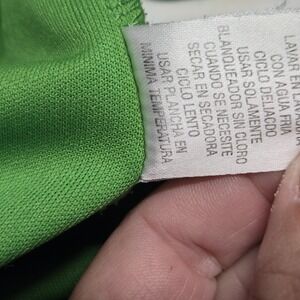 LAVAR EN
CON AGUA FRIA
CICLO DELIACDO
USAR SOLAMENTE
BLANQUEADOR SIN CLORO
CUANDO SE NECESITE
SECAR EN SECADORA
CICLO LENTO
USAR PLANCHA EN
MINIMA TEMPERATURA